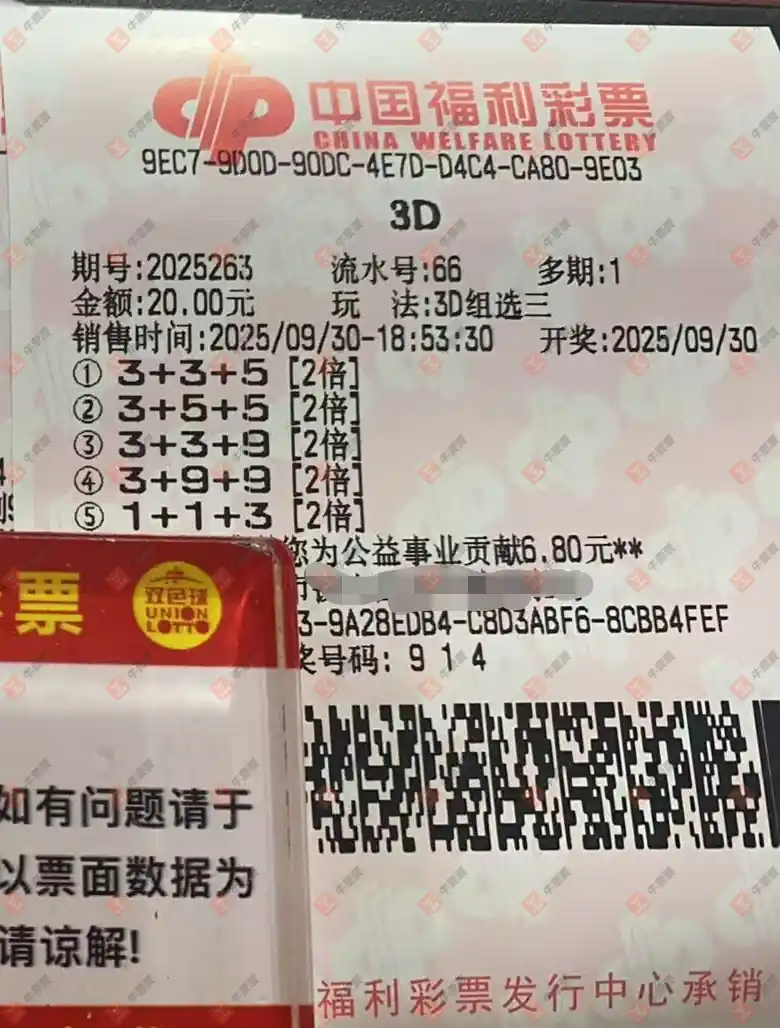 中国福利彩票
CHINA WELFARE LOTTERY
9EC7-9D0D-90DC-4E7D-D4C4-CA80-9E03
3D
期号:2025263 流水号:66 多期:1
金额:20.00元 玩 法:3D组选三
销售时间:2025/09/30-18:53:30 开奖:2025/09/30
① 3+3+5 [2倍]
② 3+5+5 [2倍]
③ 3+3+9 [2倍]
④ 3+9+9 [2倍]
⑤ 1+1+3 [2倍]
您为公益事业贡献6.80元**
3-9A28EDB4-C8D3ABF6-8CBB4FEF
奖号码: 9 1 4
票
双色球
UNION
LOTTO
如有问题请于
以票面数据为
请谅解!
福利彩票发行中心承销